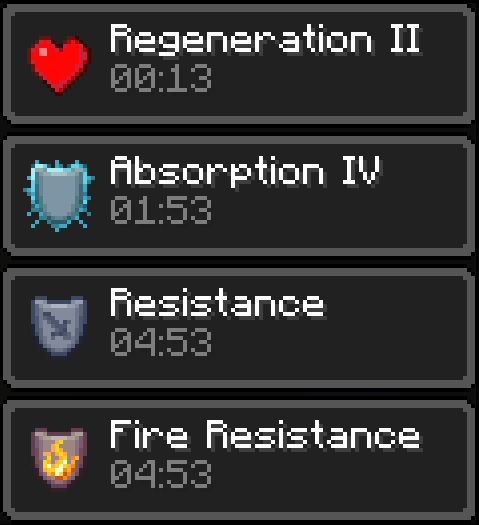 Regeneration II
00:13
Absorption IV
01:53
Resistance
04:53
Fire Resistance
04:53